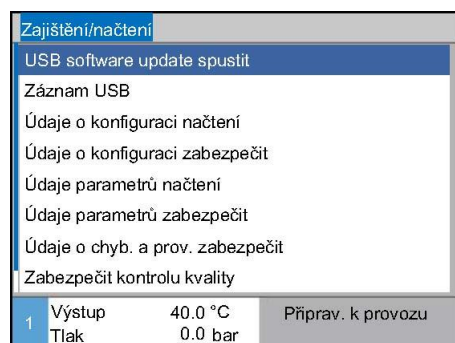 Zajištění/načtení
USB software update spustit
Záznam USB
Údaje o konfiguraci načtení
Údaje o konfiguraci zabezpečit
Údaje parametrů načtení
Údaje parametrů zabezpečit
Údaje o chyb. a prov. zabezpečit
Zabezpečit kontrolu kvality
1 Výstup 40.0 °C Připrav. k provozu
Tlak 0.0 bar